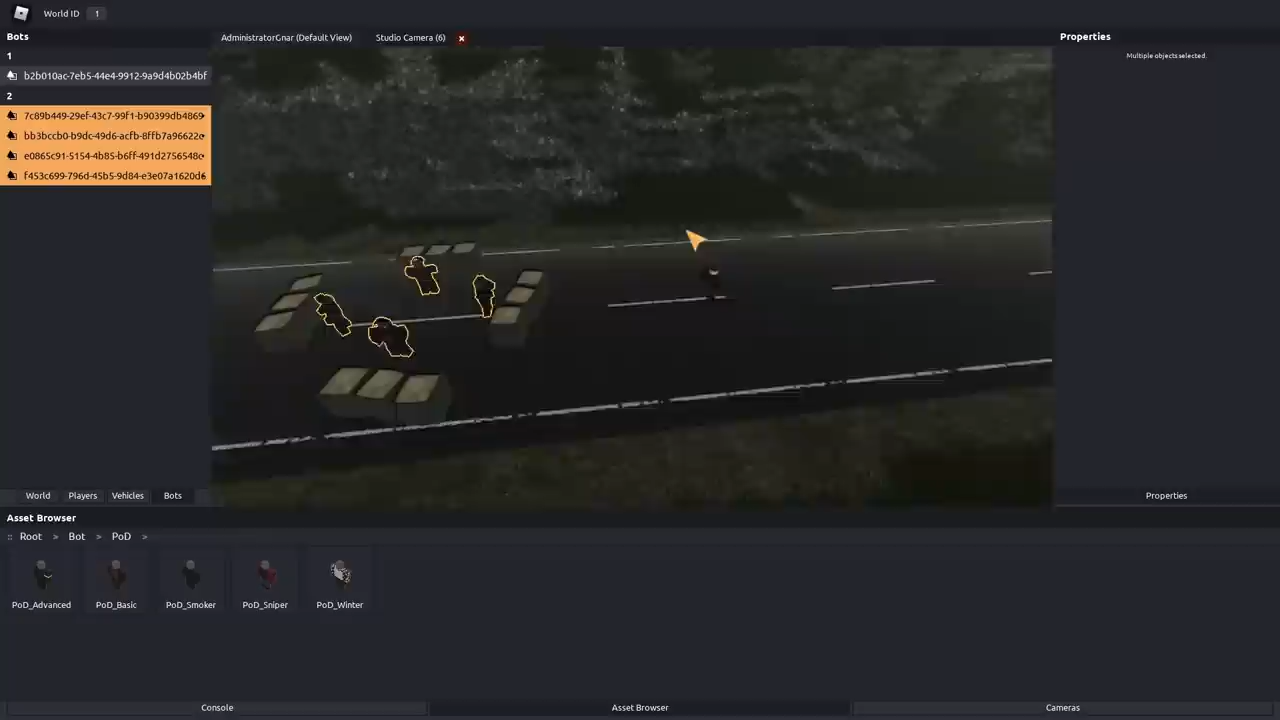 World ID 1
Bots
AdministratorGnar (Default View) Studio Camera (6) x
Properties
1
Multiple objects selected.
b2b010ac-7eb5-44e4-9912-9a9d4b02b4bf
2
7c89b449-29ef-43c7-99f1-b90399db4869
bb3bccb0-b9dc-49d6-acfb-8ffb7a96622e
e0865c91-5154-4b85-b6ff-491d2756548c
f453c699-796d-45b5-9d84-e3e07a1620d6
World Players Vehicles Bots
Properties
Asset Browser
:: Root > Bot > PoD >
PoD_Advanced PoD_Basic PoD_Smoker PoD_Sniper PoD_Winter
Console Asset Browser Cameras